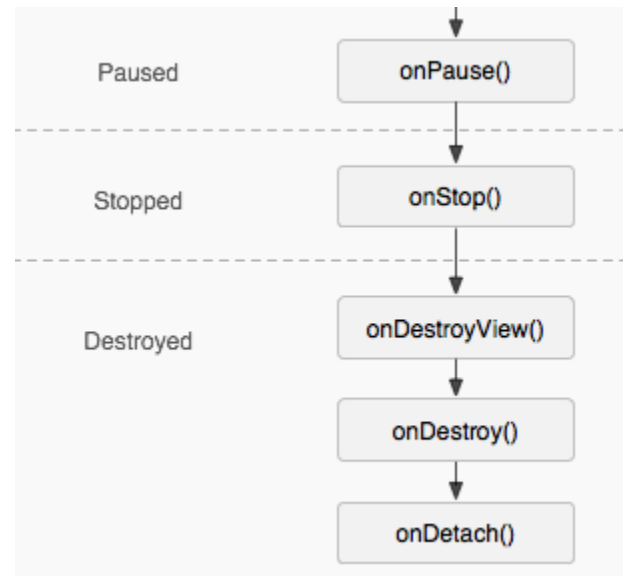 Paused
onPause()
Stopped
onStop()
Destroyed
onDestroyView()
onDestroy()
onDetach()